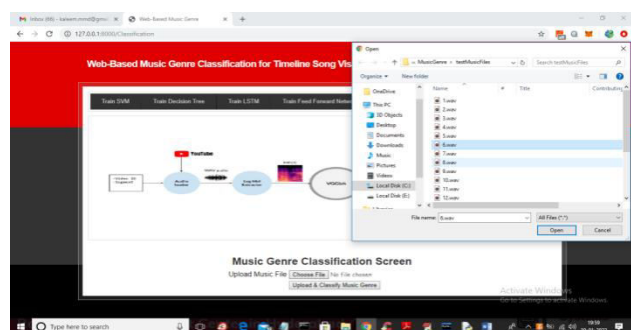 Inbox (66) - kaleem.mmd@gmail
Web Based Music Genre
127.0.0.1:8000/Classification
Web-Based Music Genre Classification for Timeline Song Vis
Train SVM
Train Decision Tree
Train LSTM
Train Feed Forward Netwo
YouTube
Music Genre Classification Screen
Upload Music File Choose File No file chosen
Upload & Classify Music Genre
Open
MusicGenre › testMusicFiles
Search testMusicFiles
Organize
New folder
OneDrive
This PC
3D Objects
Desktop
Documents
Downloads
Music
Pictures
Videos
Local Disk (C:)
Local Disk (E:)
Name
#
Title
Contributing
1.wav
2.wav
3.wav
4.wav
5.wav
6.wav
7.wav
8.wav
9.wav
10.wav
11.wav
12.wav
File name: 8.wav
All Files (*.*)
Open
Cancel
Activate Windows
Go to Settings to activate Windows.
Type here to search
19:59